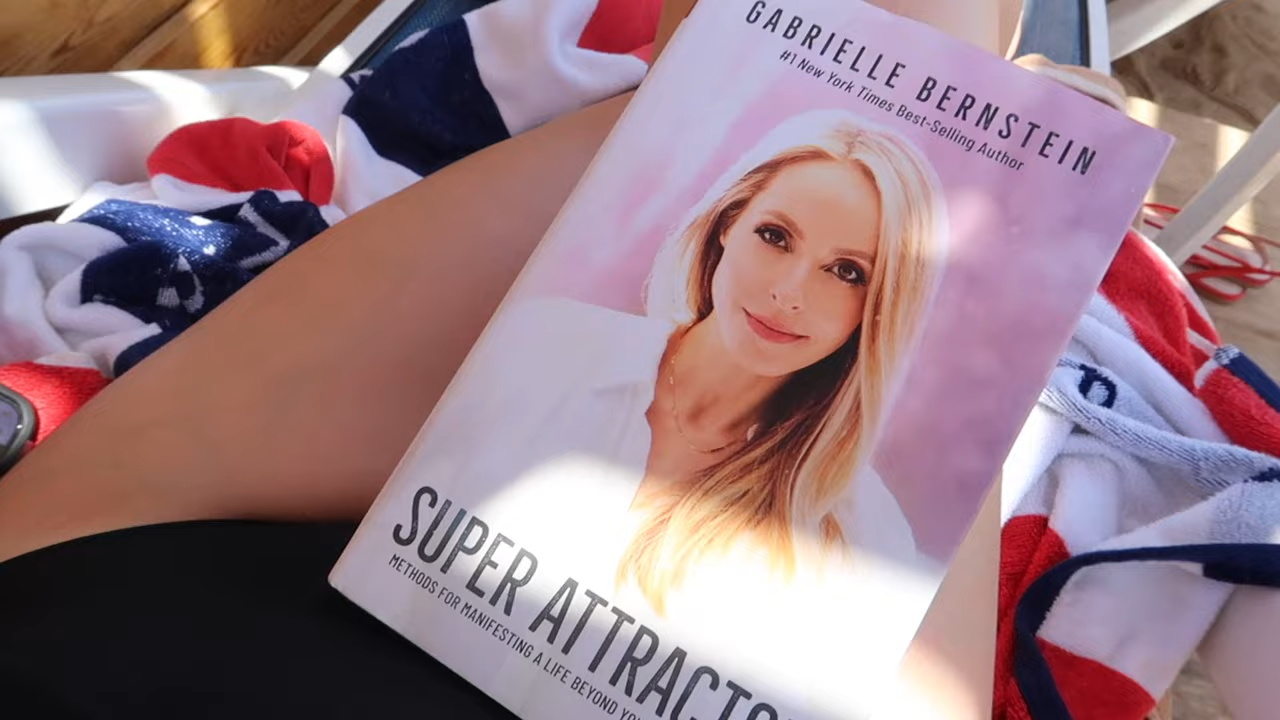 GABRIELLE BERNSTEIN
#1 New York Times Best-Selling Author
SUPER ATTRACTO
METHODS FOR MANIFESTING A LIFE BEYOND YO